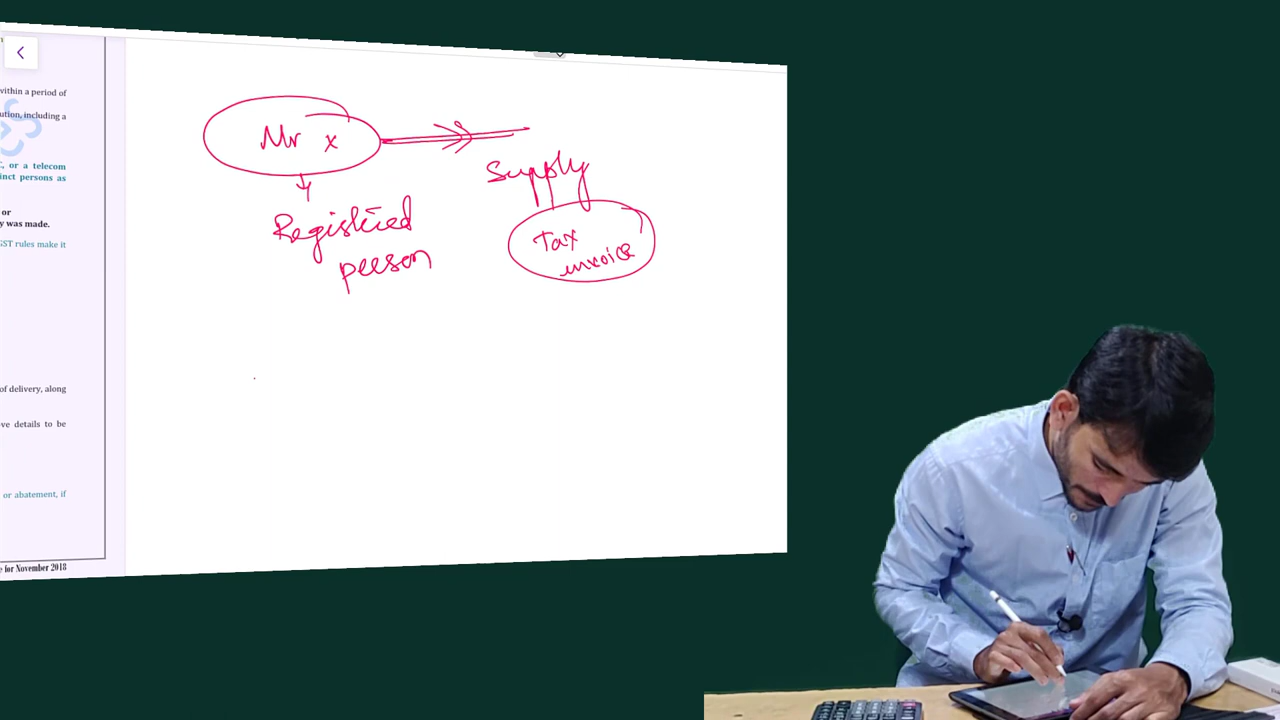 within a period of
ution, including a
, or a telecom
inct persons as
or
y was made.
GST rules make it
of delivery, along
ve details to be
or abatement, if
e for November 2018
Mr x
Registered
person
Supply
Tax
invoice